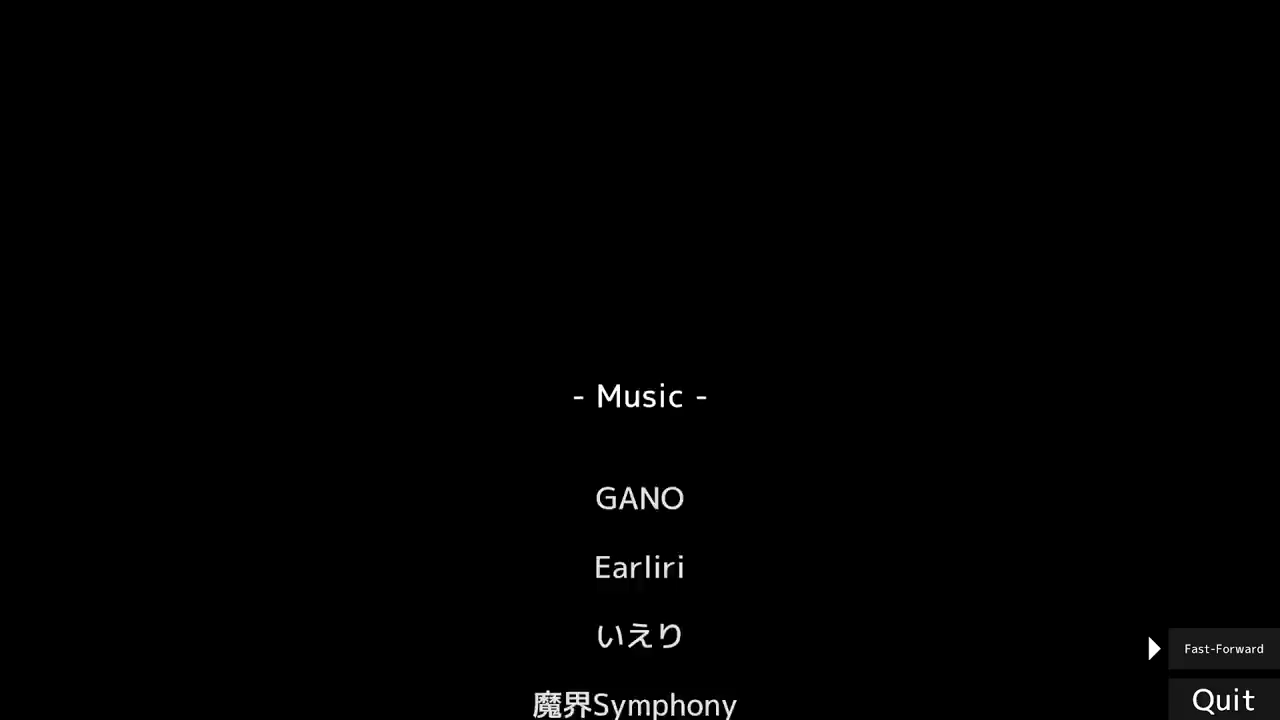 - Music -
GANO
Earliri
いえり
魔界Symphony
Fast-Forward
Quit